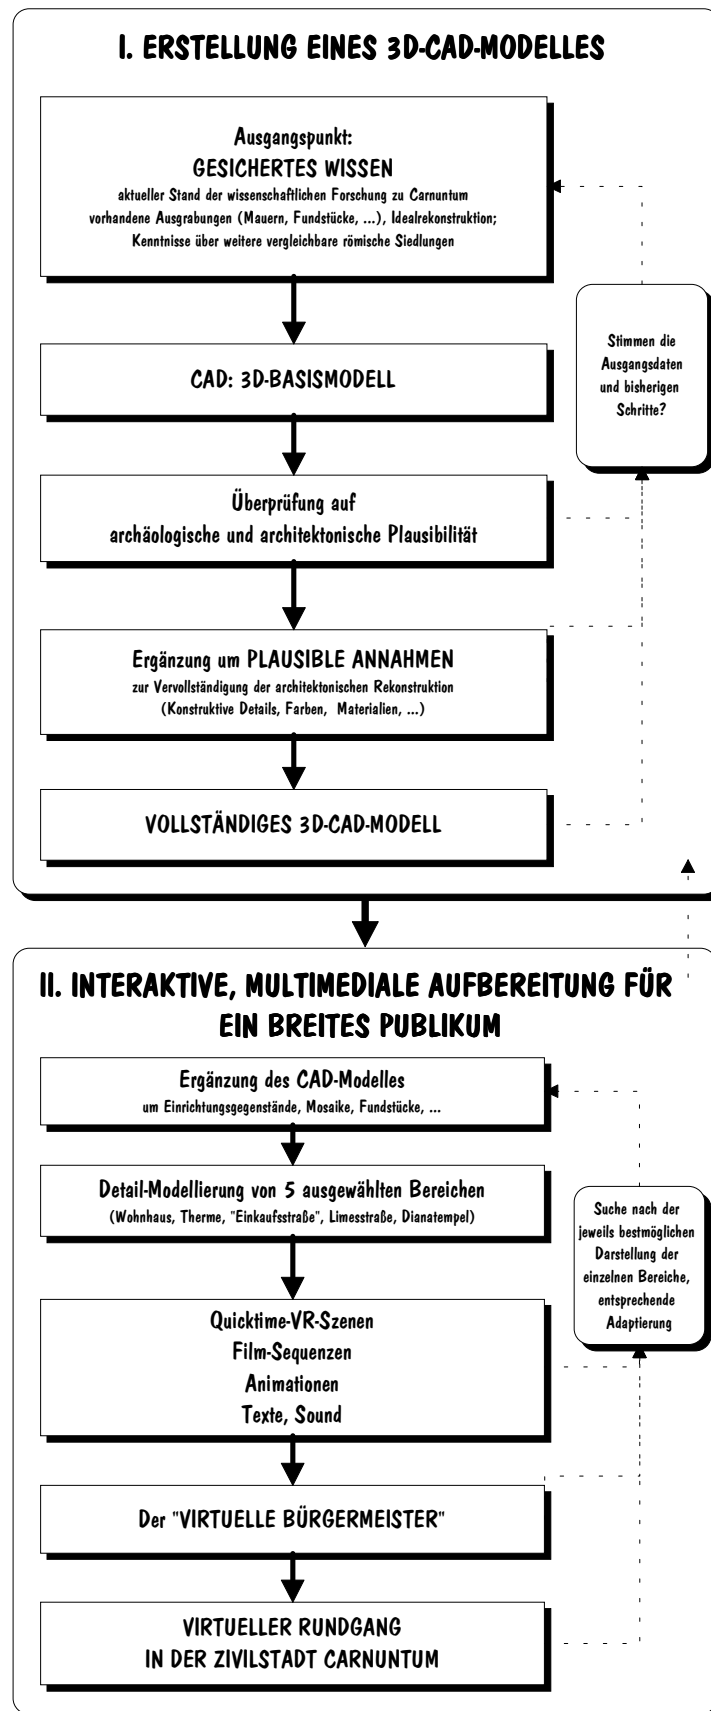 I. ERSTELLUNG EINES 3D-CAD-MODELLES
Ausgangspunkt:
GESICHERTES WISSEN
aktueller Stand der wissenschaftlichen Forschung zu Carnuntum
vorhandene Ausgrabungen (Mauern, Fundstücke, ...), Idealrekonstruktion;
Kenntnisse über weitere vergleichbare römische Siedlungen
Stimmen die
Ausgangsdaten
und bisherigen
Schritte?
CAD: 3D-BASISMODELL
Überprüfung auf
archäologische und architektonische Plausibilität
Ergänzung um PLAUSIBLE ANNAHMEN
zur Vervollständigung der architektonischen Rekonstruktion
(Konstruktive Details, Farben, Materialien, ...)
VOLLSTÄNDIGES 3D-CAD-MODELL
II. INTERAKTIVE, MULTIMEDIALE AUFBEREITUNG FÜR
EIN BREITES PUBLIKUM
Ergänzung des CAD-Modelles
um Einrichtungsgegenstände, Mosaike, Fundstücke, ...
Detail-Modellierung von 5 ausgewählten Bereichen
(Wohnhaus, Therme, "Einkaufsstraße", Limesstraße, Dianatempel)
Suche nach der
jeweils bestmöglichen
Darstellung der
einzelnen Bereiche,
entsprechende
Adaptierung
Quicktime-VR-Szenen
Film-Sequenzen
Animationen
Texte, Sound
Der "VIRTUELLE BÜRGERMEISTER"
VIRTUELLER RUNDGANG
IN DER ZIVILSTADT CARNUNTUM